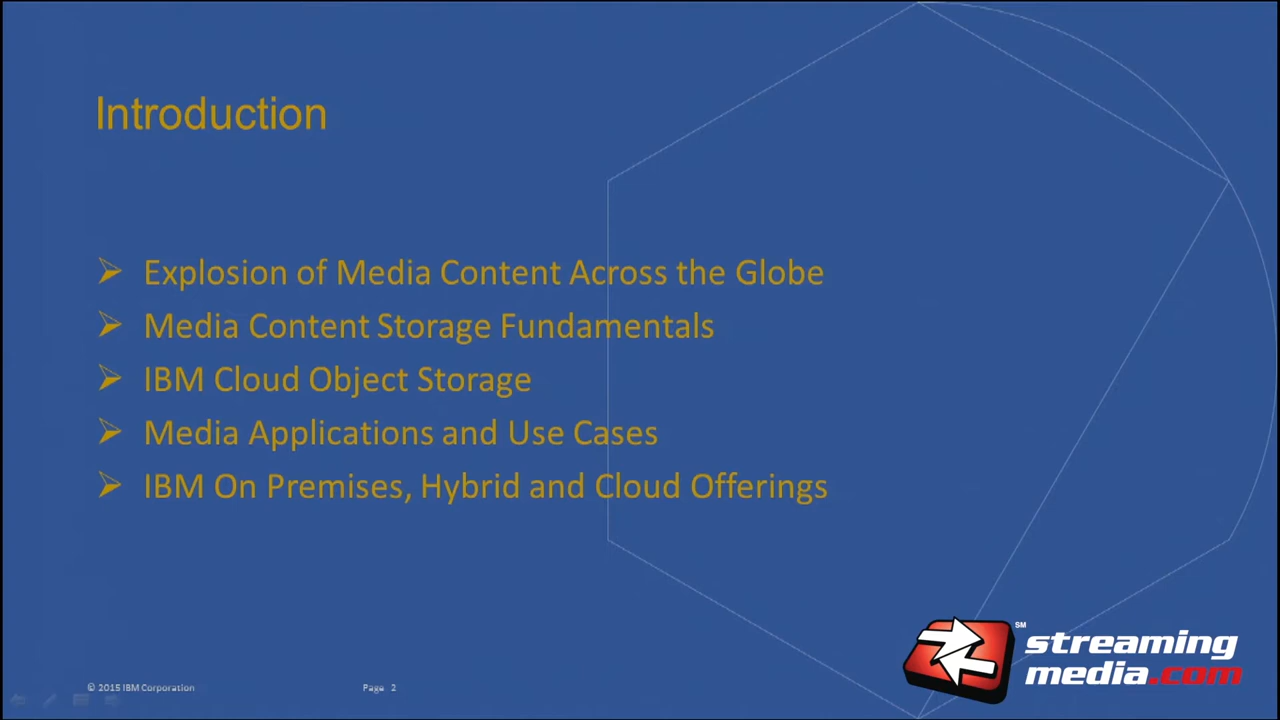 Introduction
Explosion of Media Content Across the Globe
Media Content Storage Fundamentals
IBM Cloud Object Storage
Media Applications and Use Cases
IBM On Premises, Hybrid and Cloud Offerings
© 2015 IBM Corporation
Page 2
SM
streaming
media.com